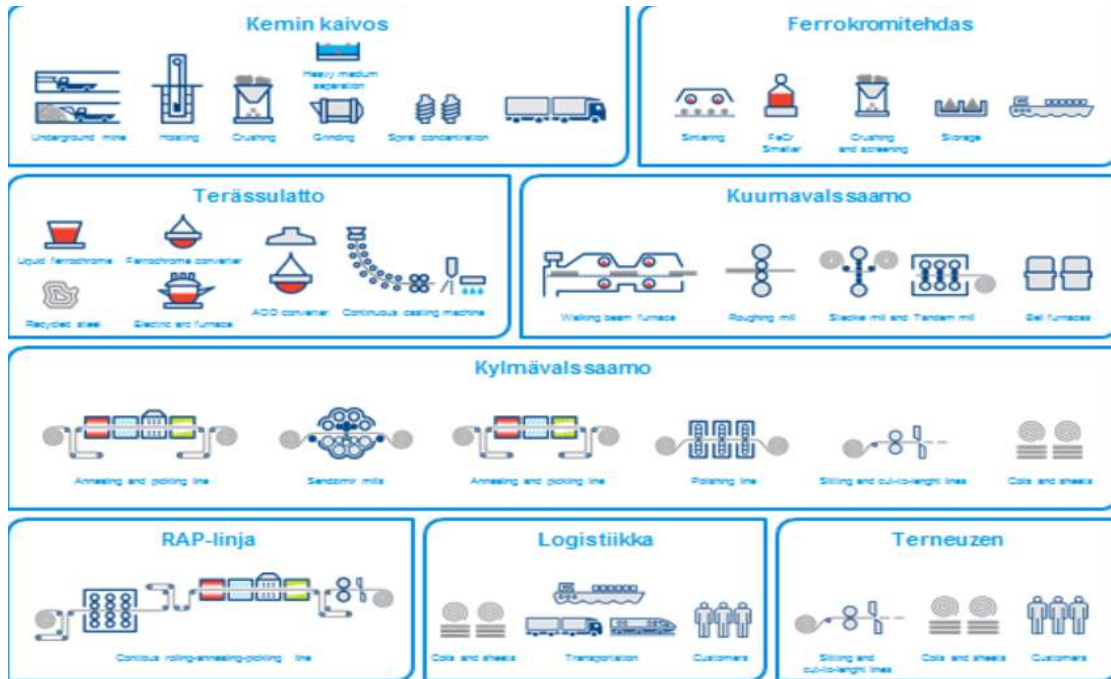 Kemin kaivos
Heavy medium
separation
Underground mine
Hoisting
Crushing
Grinding
Spiral concentration
Ferrokromitehdas
Sintering
FeCr
Smelter
Crushing
and screening
Storage
Terässulatto
Liquid ferrochrome
Ferrochrome converter
Recycled steel
Electric arc furnace
AOD converter
Continuous casting machine
Kuumavalssaamo
Walking beam furnace
Roughing mill
Steckel mill and Tandem mill
Bell furnaces
Kylmävalssaamo
Annealing and pickling line
Sendzimir mills
Annealing and pickling line
Polishing line
Slitting and cut-to-lenght lines
Coils and sheets
RAP-linja
rolling-annealing-pickling line
Logistiikka
Coils and sheets
Transportation
Customers
Terneuzen
Slitting and
cut-to-lenght lines
Coils and sheets
Customers